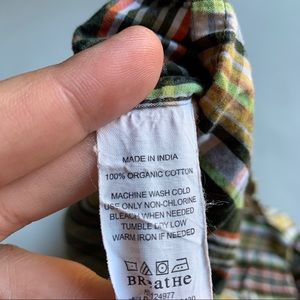 MADE IN INDIA
100% ORGANIC COTTON
MACHINE WASH COLD
USE ONLY NON-CHLORINE
BLEACH WHEN NEEDED
TUMBLE DRY LOW
WARM IRON IF NEEDED
BReatHe
124977